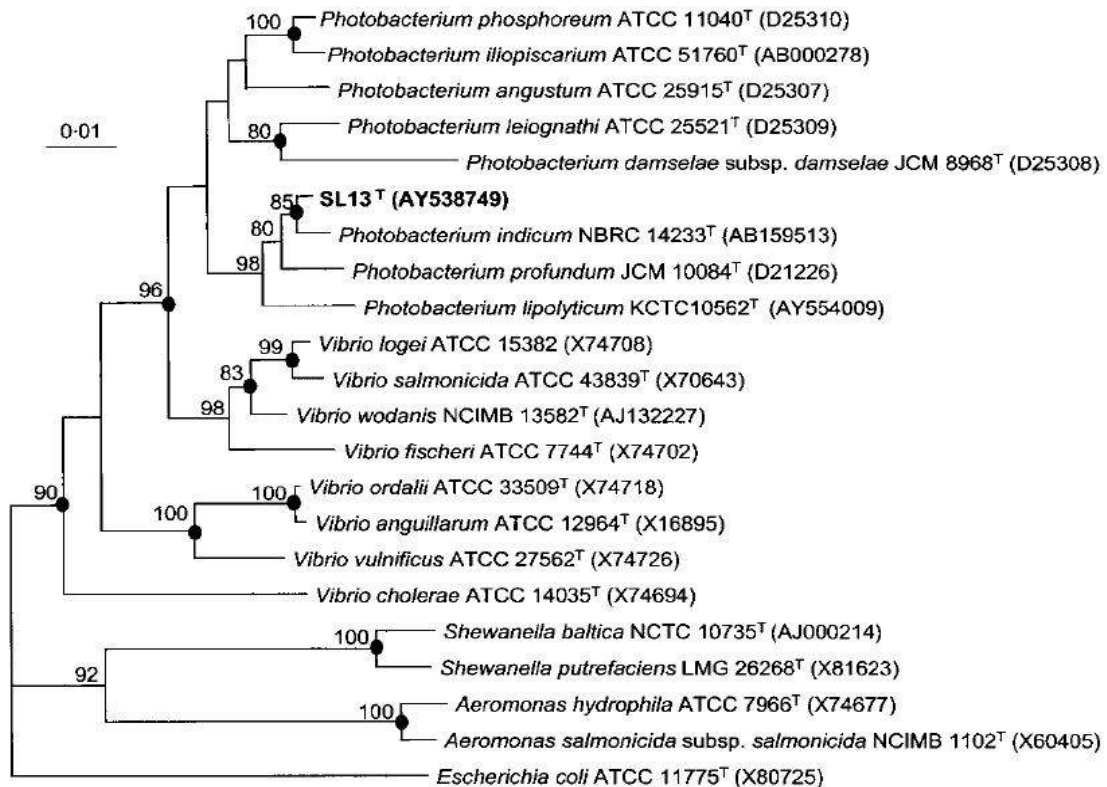 100 Photobacterium phosphoreum ATCC 11040T (D25310)
Photobacterium iliopiscarium ATCC 51760T (AB000278)
Photobacterium angustum ATCC 25915T (D25307)
0·01
80 Photobacterium leiognathi ATCC 25521T (D25309)
Photobacterium damselae subsp. damselae JCM 8968T (D25308)
85 SL13T (AY538749)
80 Photobacterium indicum NBRC 14233T (AB159513)
98 Photobacterium profundum JCM 10084T (D21226)
96 Photobacterium lipolyticum KCTC10562T (AY554009)
99 Vibrio logei ATCC 15382 (X74708)
83 Vibrio salmonicida ATCC 43839T (X70643)
98 Vibrio wodanis NCIMB 13582T (AJ132227)
Vibrio fischeri ATCC 7744T (X74702)
90 100 Vibrio ordalii ATCC 33509T (X74718)
100 Vibrio anguillarum ATCC 12964T (X16895)
Vibrio vulnificus ATCC 27562T (X74726)
Vibrio cholerae ATCC 14035T (X74694)
100 Shewanella baltica NCTC 10735T (AJ000214)
92 Shewanella putrefaciens LMG 26268T (X81623)
100 Aeromonas hydrophila ATCC 7966T (X74677)
Aeromonas salmonicida subsp. salmonicida NCIMB 1102T (X60405)
Escherichia coli ATCC 11775T (X80725)